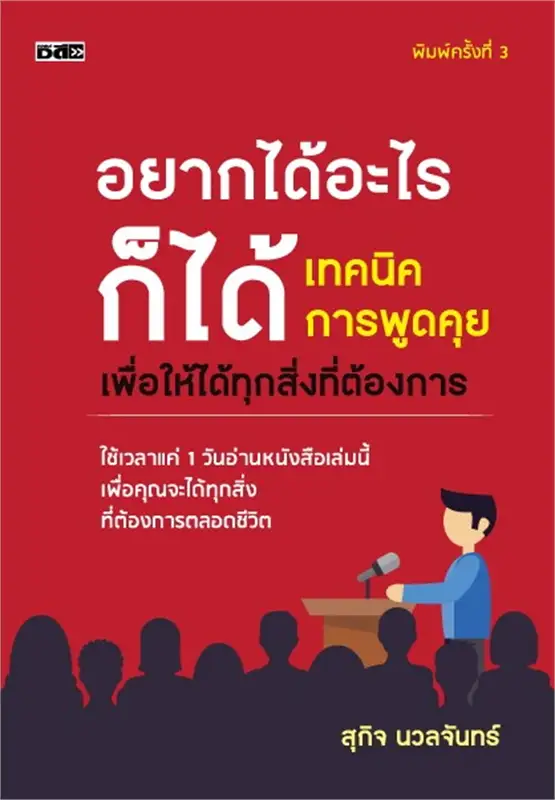 พิมพ์ครั้งที่ 3
อยากได้อะไร
ก็ได้
เทคนิค
การพูดคุย
เพื่อให้ได้ทุกสิ่งที่ต้องการ
ใช้เวลาแค่ 1 วันอ่านหนังสือเล่มนี้
เพื่อคุณจะได้ทุกสิ่ง
ที่ต้องการตลอดชีวิต
สุกิจ นวลจันทร์